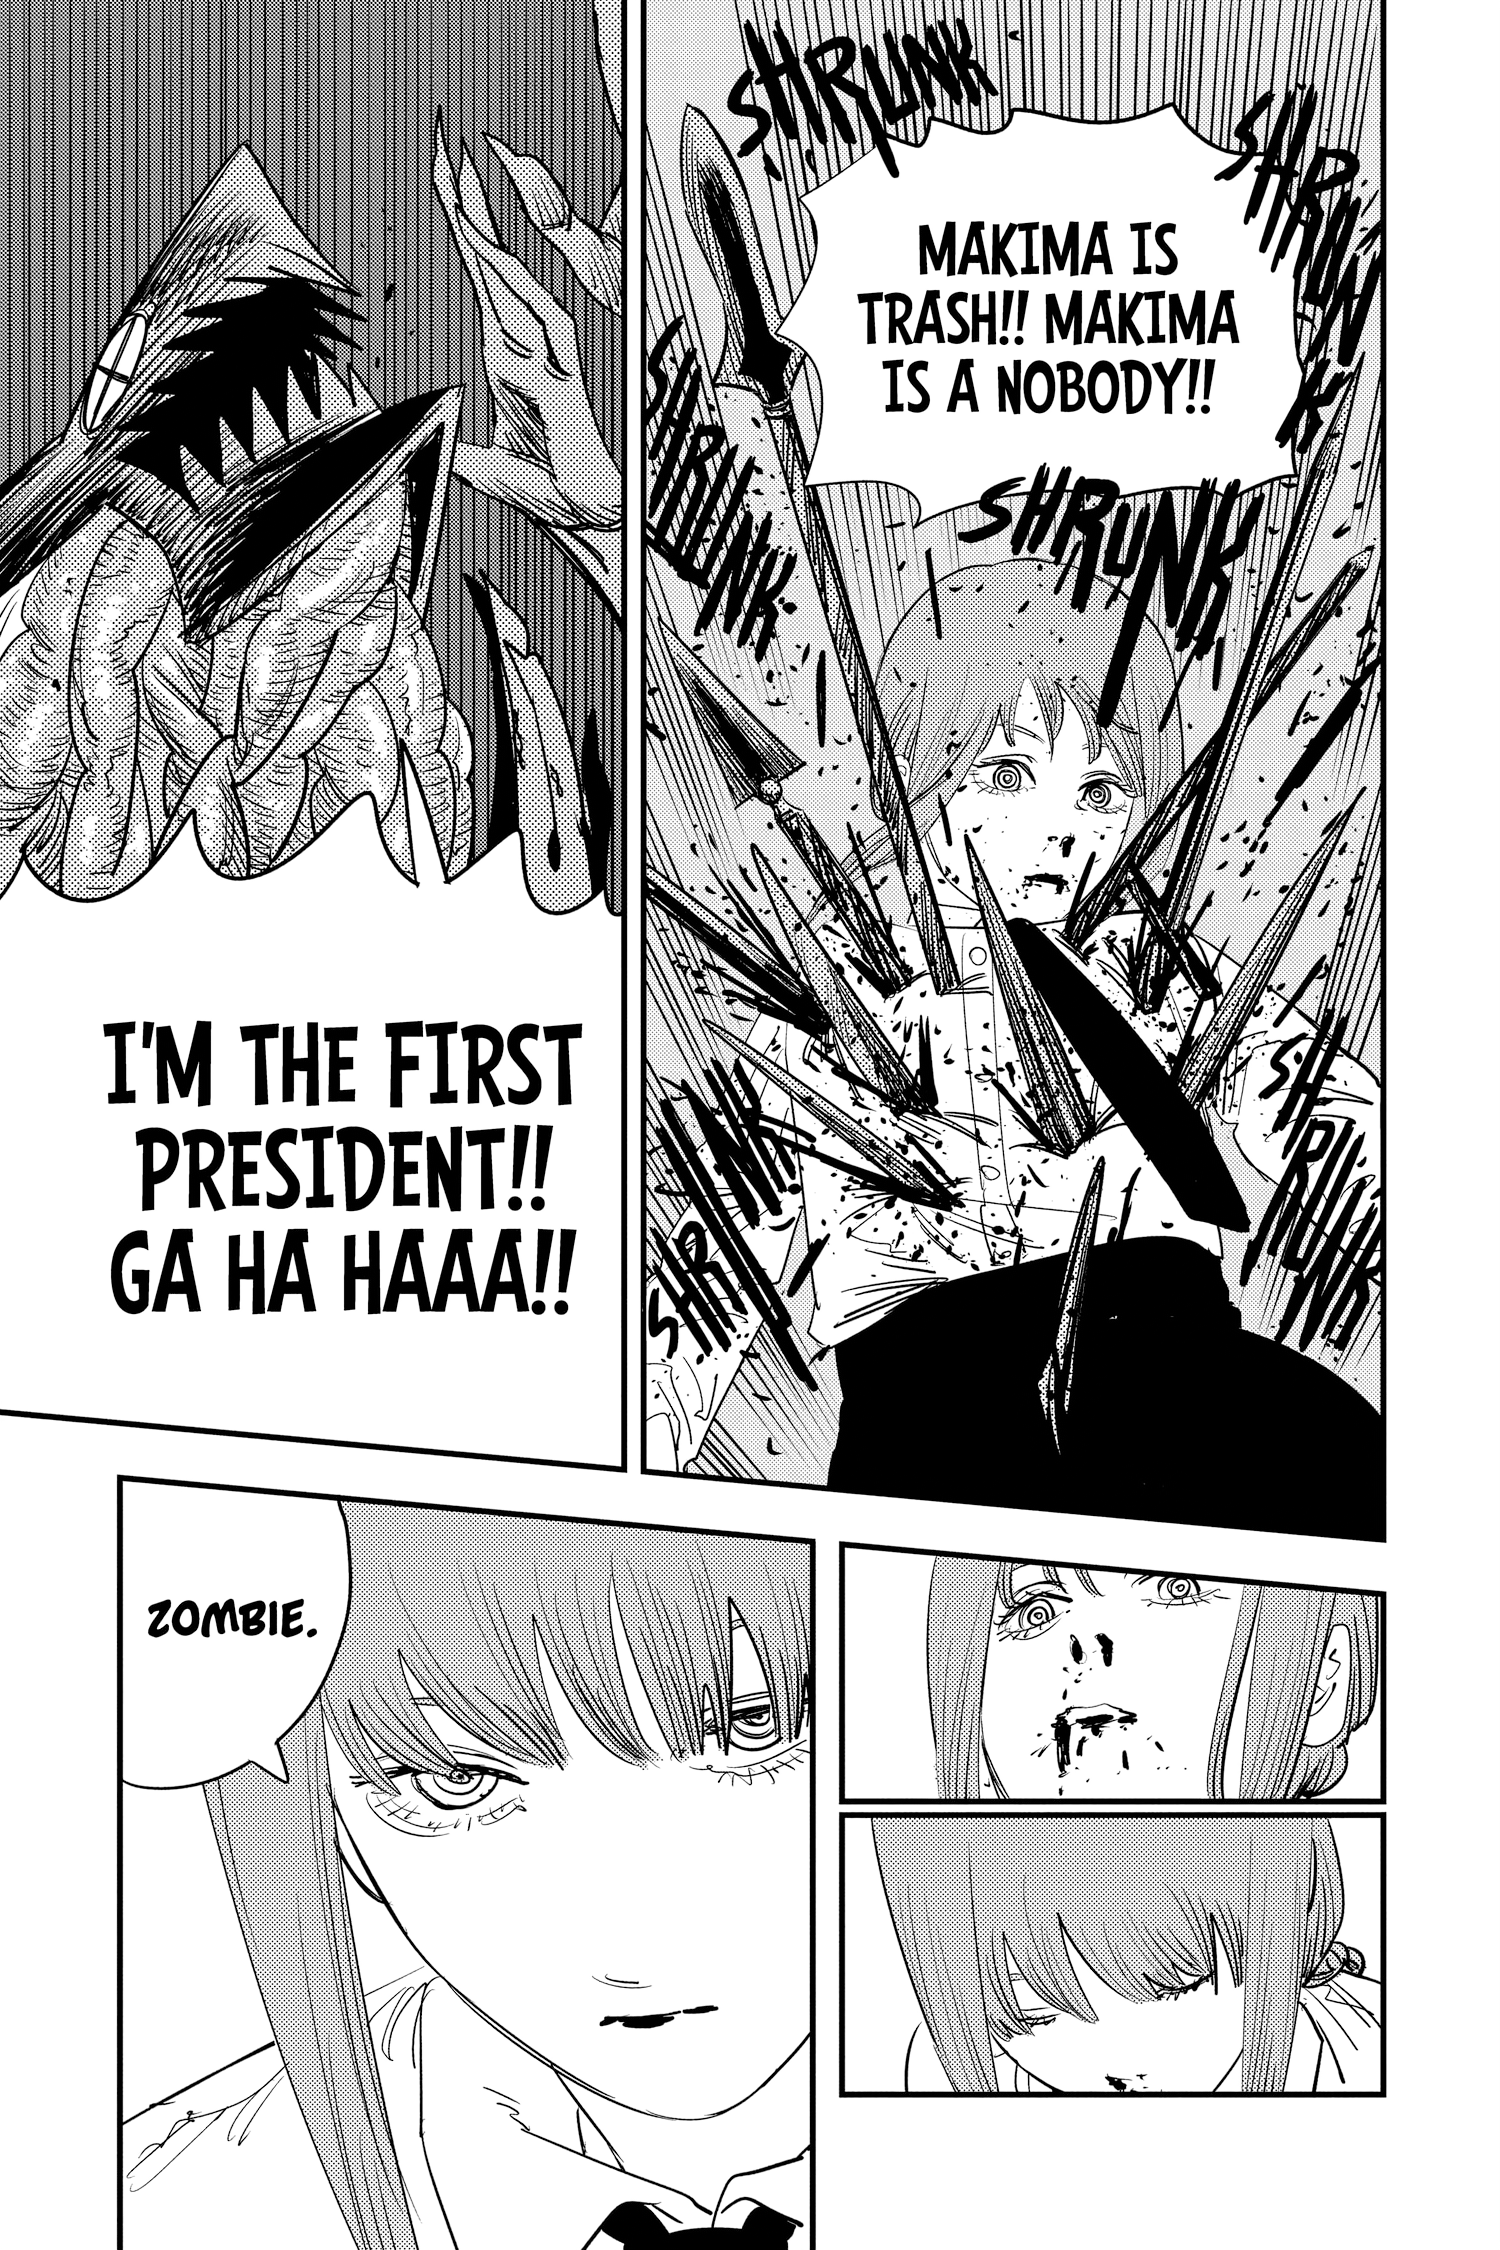 SHRUNK
SHRUNK
MAKIMA IS
TRASH!! MAKIMA
IS A NOBODY!!
SHRUNK
SHRUNK
SHRUNK
SHRUNK
SHRUNK
I'M THE FIRST
PRESIDENT!!
GA HA HAAA!!
ZOMBIE.